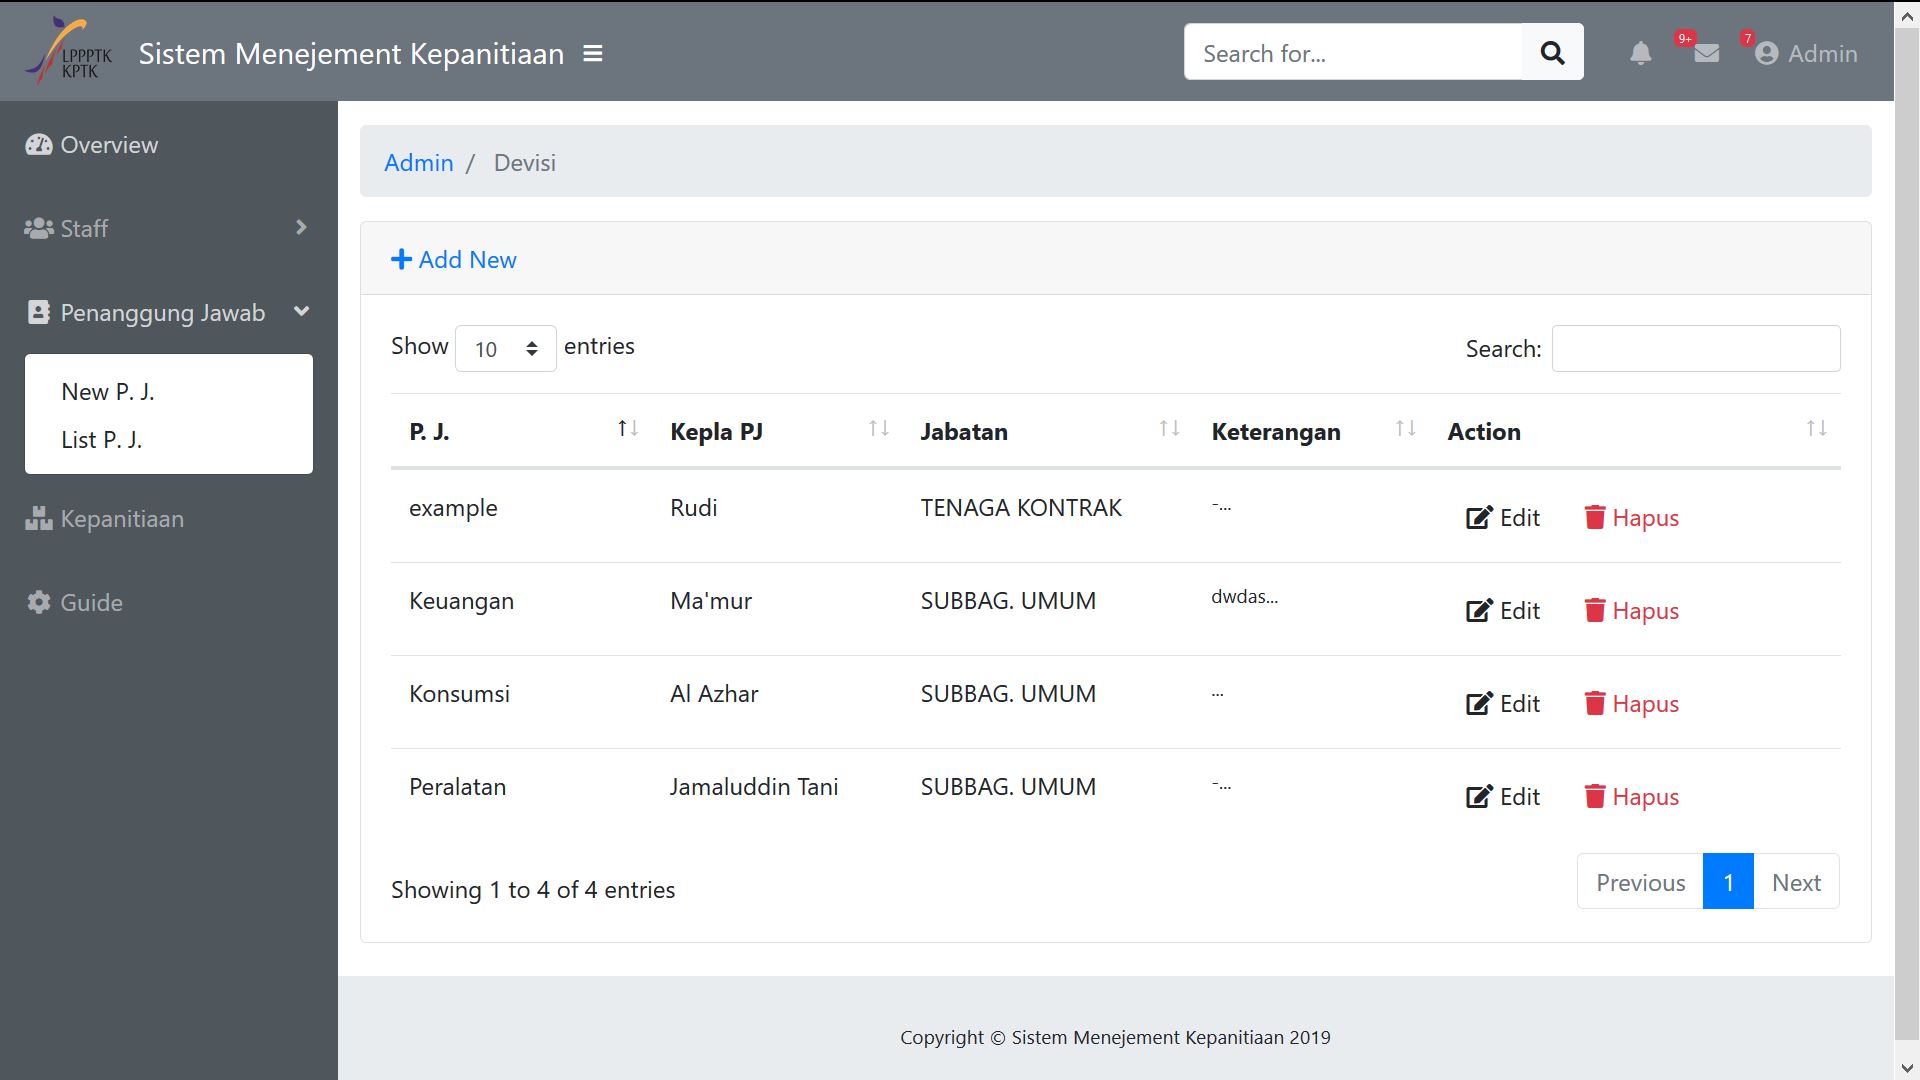 LPPPTK
KPTK
Sistem Menejement Kepanitiaan
Search for...
9+
7
Admin
Overview
Staff
Penanggung Jawab
New P. J.
List P. J.
Kepanitiaan
Guide
Admin / Devisi
Add New
Show 10 entries
Search:
P. J. Kepla PJ Jabatan Keterangan Action
example Rudi TENAGA KONTRAK -... Edit Hapus
Keuangan Ma'mur SUBBAG. UMUM dwdas... Edit Hapus
Konsumsi Al Azhar SUBBAG. UMUM ... Edit Hapus
Peralatan Jamaluddin Tani SUBBAG. UMUM -... Edit Hapus
Showing 1 to 4 of 4 entries
Previous 1 Next
Copyright © Sistem Menejement Kepanitiaan 2019